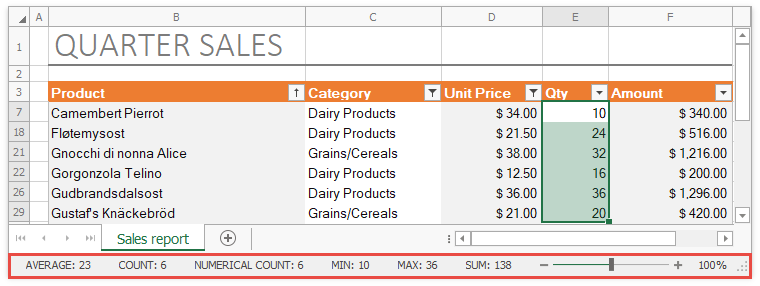 A B C D E F
1 QUARTER SALES
2
3 Product Category Unit Price Qty Amount
7 Camembert Pierrot Dairy Products $ 34.00 10 $ 340.00
18 Fløtemysost Dairy Products $ 21.50 24 $ 516.00
21 Gnocchi di nonna Alice Grains/Cereals $ 38.00 32 $ 1,216.00
22 Gorgonzola Telino Dairy Products $ 12.50 16 $ 200.00
26 Gudbrandsdalsost Dairy Products $ 36.00 36 $ 1,296.00
29 Gustaf's Knäckebröd Grains/Cereals $ 21.00 20 $ 420.00
Sales report
AVERAGE: 23 COUNT: 6 NUMERICAL COUNT: 6 MIN: 10 MAX: 36 SUM: 138 100%